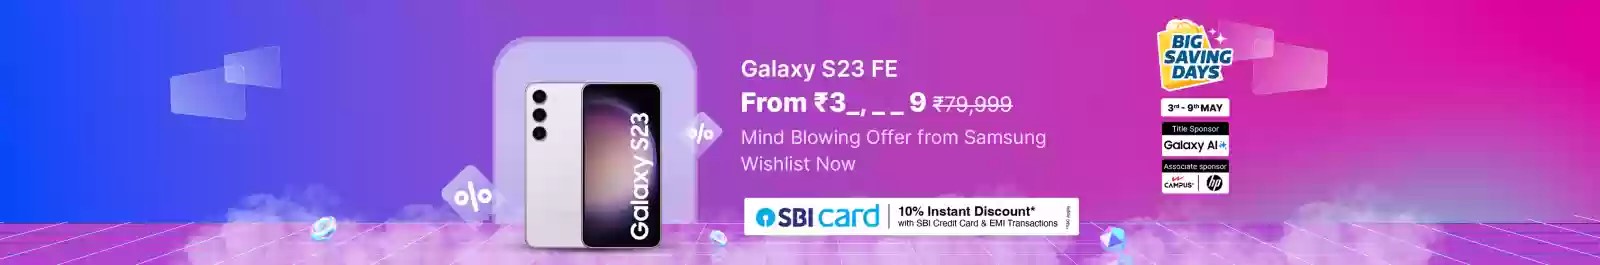 Galaxy S23 FE
From ₹3_,_ _9 ₹79,999
Mind Blowing Offer from Samsung
Wishlist Now
SBI card
10% Instant Discount*
with SBI Credit Card & EMI Transactions
Galaxy S23
%
%
BIG
SAVING
DAYS
3rd - 9th MAY
Title Sponsor
Galaxy AI
Associate sponsor
CAMPUS
hp